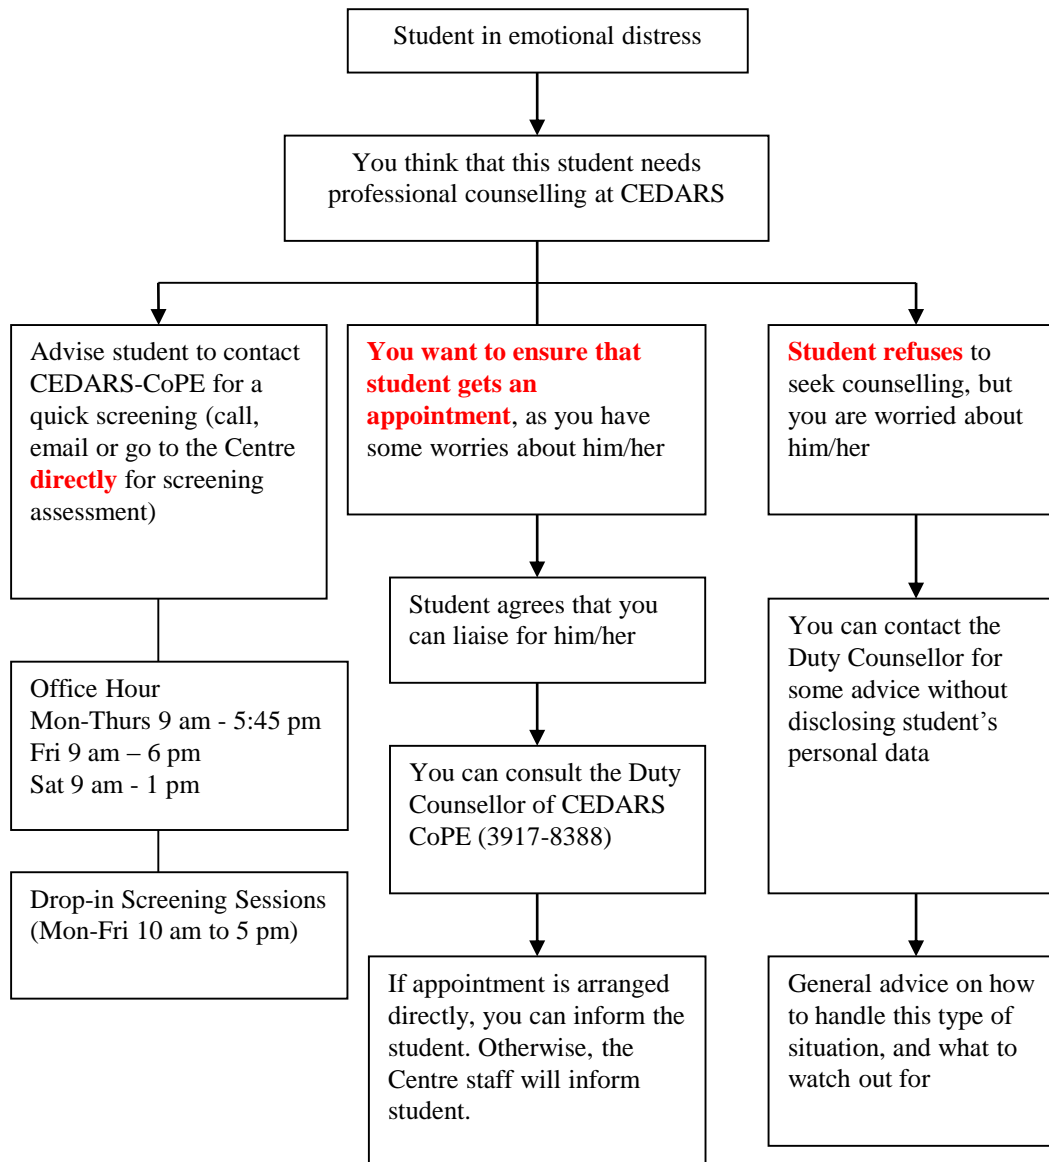 Student in emotional distress
You think that this student needs
professional counselling at CEDARS
Advise student to contact
CEDARS-CoPE for a
quick screening (call,
email or go to the Centre
directly for screening
assessment)
Office Hour
Mon-Thurs 9 am - 5:45 pm
Fri 9 am – 6 pm
Sat 9 am - 1 pm
Drop-in Screening Sessions
(Mon-Fri 10 am to 5 pm)
You want to ensure that
student gets an
appointment, as you have
some worries about him/her
Student agrees that you
can liaise for him/her
You can consult the Duty
Counsellor of CEDARS
CoPE (3917-8388)
If appointment is arranged
directly, you can inform the
student. Otherwise, the
Centre staff will inform
student.
Student refuses to
seek counselling, but
you are worried about
him/her
You can contact the
Duty Counsellor for
some advice without
disclosing student’s
personal data
General advice on how
to handle this type of
situation, and what to
watch out for